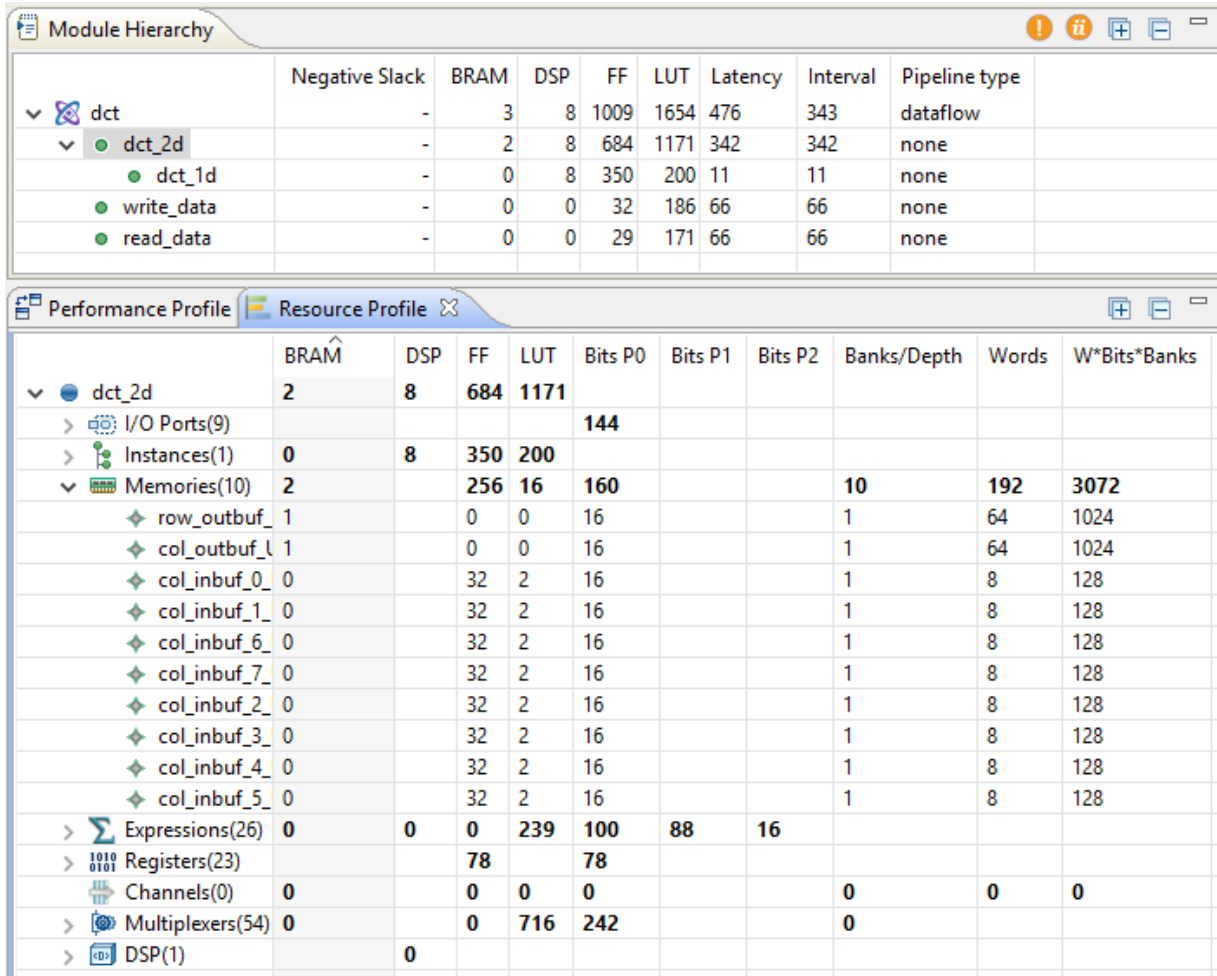 Module Hierarchy
Negative Slack BRAM DSP FF LUT Latency Interval Pipeline type
dct - 3 8 1009 1654 476 343 dataflow
dct_2d - 2 8 684 1171 342 342 none
dct_1d - 0 8 350 200 11 11 none
write_data - 0 0 32 186 66 66 none
read_data - 0 0 29 171 66 66 none
Performance Profile Resource Profile
BRAM DSP FF LUT Bits P0 Bits P1 Bits P2 Banks/Depth Words W*Bits*Banks
dct_2d 2 8 684 1171
I/O Ports(9) 144
Instances(1) 0 8 350 200
Memories(10) 2 256 16 160 10 192 3072
row_outbuf_ 1 0 0 16 1 64 1024
col_outbuf_U 1 0 0 16 1 64 1024
col_inbuf_0_ 0 32 2 16 1 8 128
col_inbuf_1_ 0 32 2 16 1 8 128
col_inbuf_6_ 0 32 2 16 1 8 128
col_inbuf_7_ 0 32 2 16 1 8 128
col_inbuf_2_ 0 32 2 16 1 8 128
col_inbuf_3_ 0 32 2 16 1 8 128
col_inbuf_4_ 0 32 2 16 1 8 128
col_inbuf_5_ 0 32 2 16 1 8 128
Expressions(26) 0 0 0 239 100 88 16
Registers(23) 78 78
Channels(0) 0 0 0 0 0 0 0
Multiplexers(54) 0 0 716 242 0
DSP(1) 0